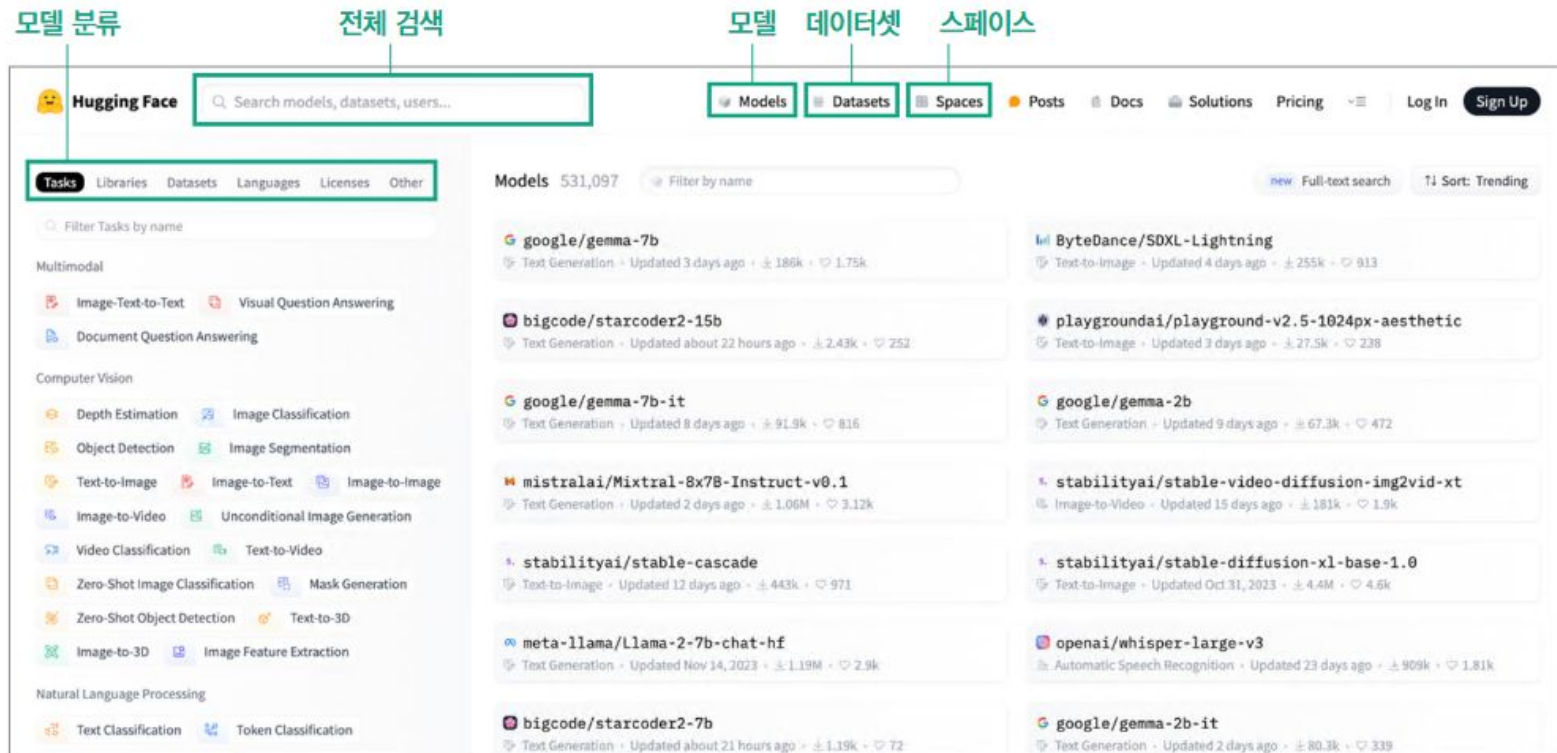 모델 분류 전체 검색 모델 데이터셋 스페이스
Hugging Face Search models, datasets, users... Models Datasets Spaces Posts Docs Solutions Pricing Log In Sign Up
Tasks Libraries Datasets Languages Licenses Other
Filter Tasks by name
Multimodal
Image-Text-to-Text Visual Question Answering
Document Question Answering
Computer Vision
Depth Estimation Image Classification
Object Detection Image Segmentation
Text-to-Image Image-to-Text Image-to-Image
Image-to-Video Unconditional Image Generation
Video Classification Text-to-Video
Zero-Shot Image Classification Mask Generation
Zero-Shot Object Detection Text-to-3D
Image-to-3D Image Feature Extraction
Natural Language Processing
Text Classification Token Classification
Models 531,097 Filter by name new Full-text search Sort: Trending
google/gemma-7b
Text Generation · Updated 3 days ago · 186k · 1.75k
ByteDance/SDXL-Lightning
Text-to-Image · Updated 4 days ago · 255k · 913
bigcode/starcoder2-15b
Text Generation · Updated about 22 hours ago · 2.43k · 252
playgroundai/playground-v2.5-1024px-aesthetic
Text-to-Image · Updated 3 days ago · 27.5k · 238
google/gemma-7b-it
Text Generation · Updated 8 days ago · 91.9k · 816
google/gemma-2b
Text Generation · Updated 9 days ago · 67.3k · 472
mistralai/Mixtral-8x7B-Instruct-v0.1
Text Generation · Updated 2 days ago · 1.06M · 3.12k
stabilityai/stable-video-diffusion-img2vid-xt
Image-to-Video · Updated 15 days ago · 181k · 1.9k
stabilityai/stable-cascade
Text-to-Image · Updated 12 days ago · 443k · 971
stabilityai/stable-diffusion-xl-base-1.0
Text-to-Image · Updated Oct 31, 2023 · 4.4M · 4.6k
meta-llama/Llama-2-7b-chat-hf
Text Generation · Updated Nov 14, 2023 · 1.19M · 2.9k
openai/whisper-large-v3
Automatic Speech Recognition · Updated 23 days ago · 909k · 1.81k
bigcode/starcoder2-7b
Text Generation · Updated about 21 hours ago · 1.19k · 72
google/gemma-2b-it
Text Generation · Updated 2 days ago · 80.3k · 339